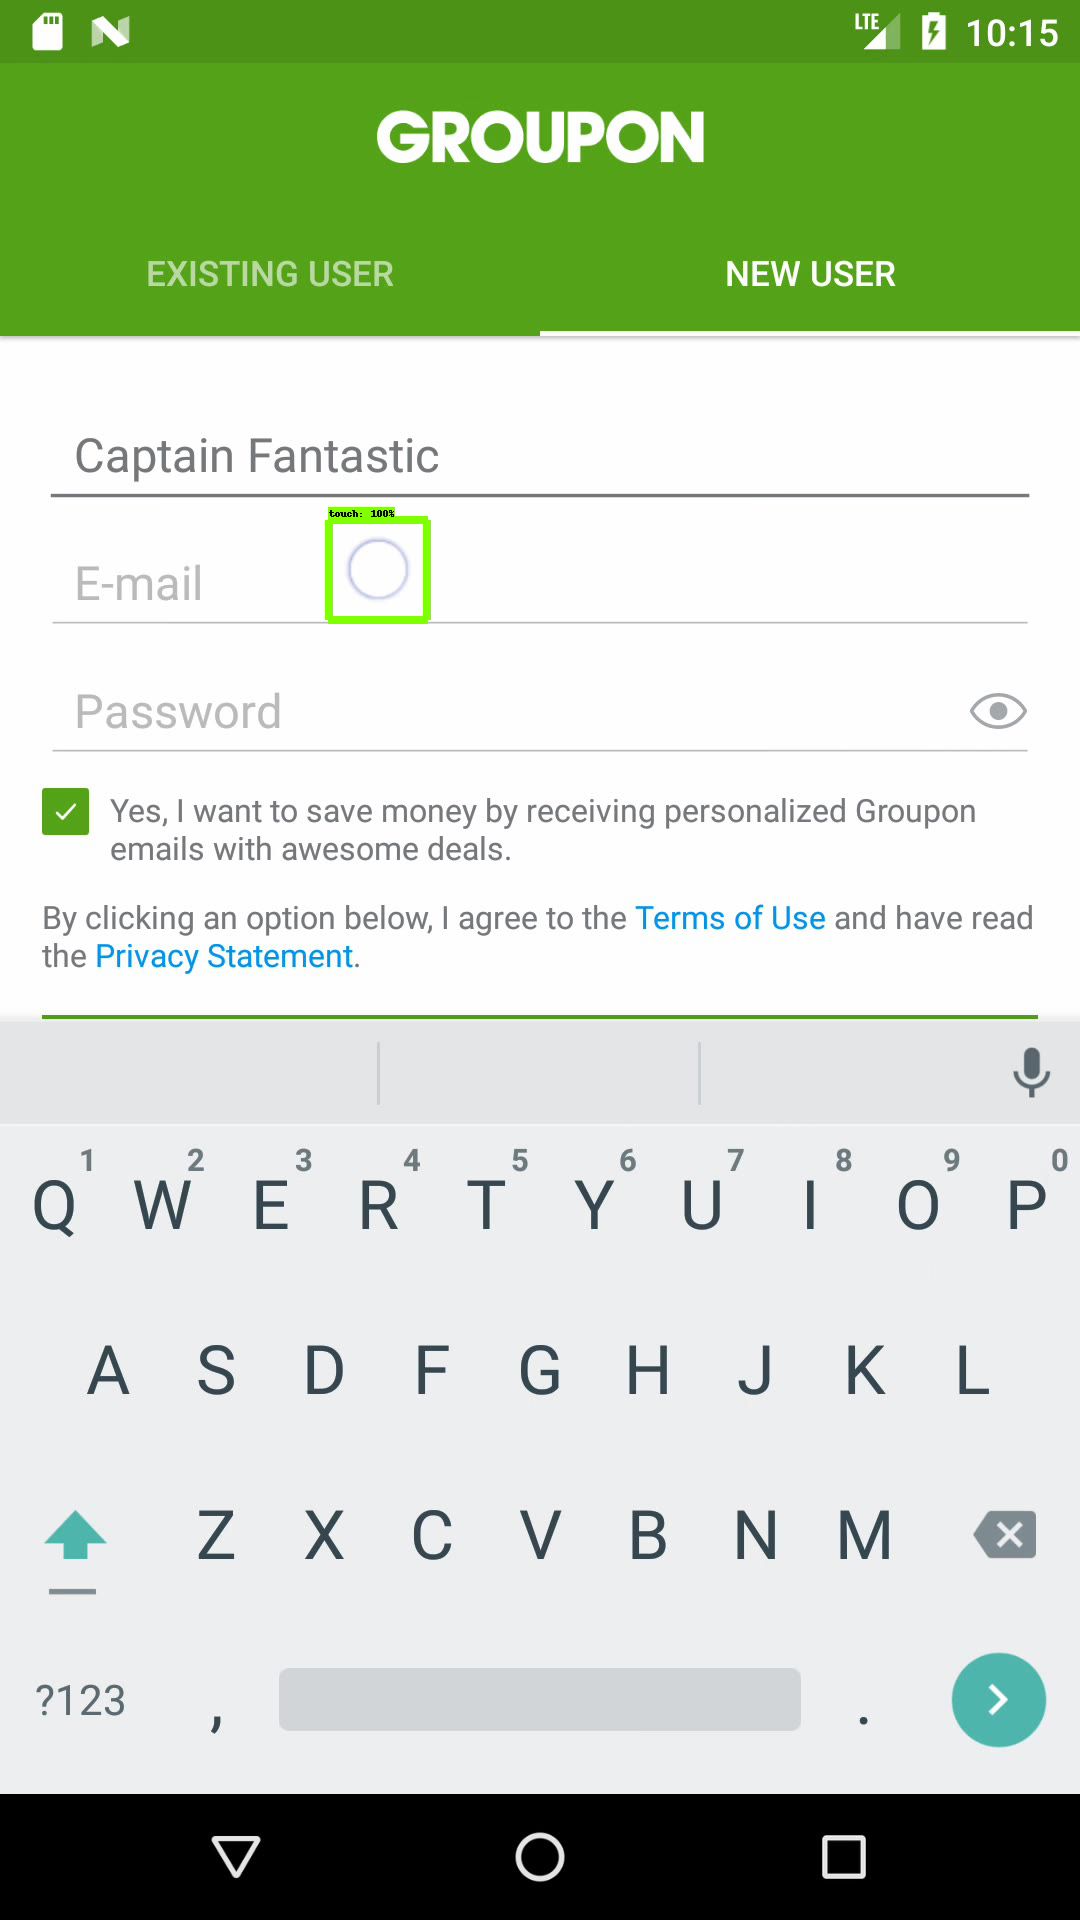 LTE 10:15
GROUPON
EXISTING USER NEW USER
Captain Fantastic
touch: 100%
E-mail
Password
Yes, I want to save money by receiving personalized Groupon
emails with awesome deals.
By clicking an option below, I agree to the Terms of Use and have read
the Privacy Statement.
1 2 3 4 5 6 7 8 9 0
Q W E R T Y U I O P
A S D F G H J K L
Z X C V B N M
?123 , .